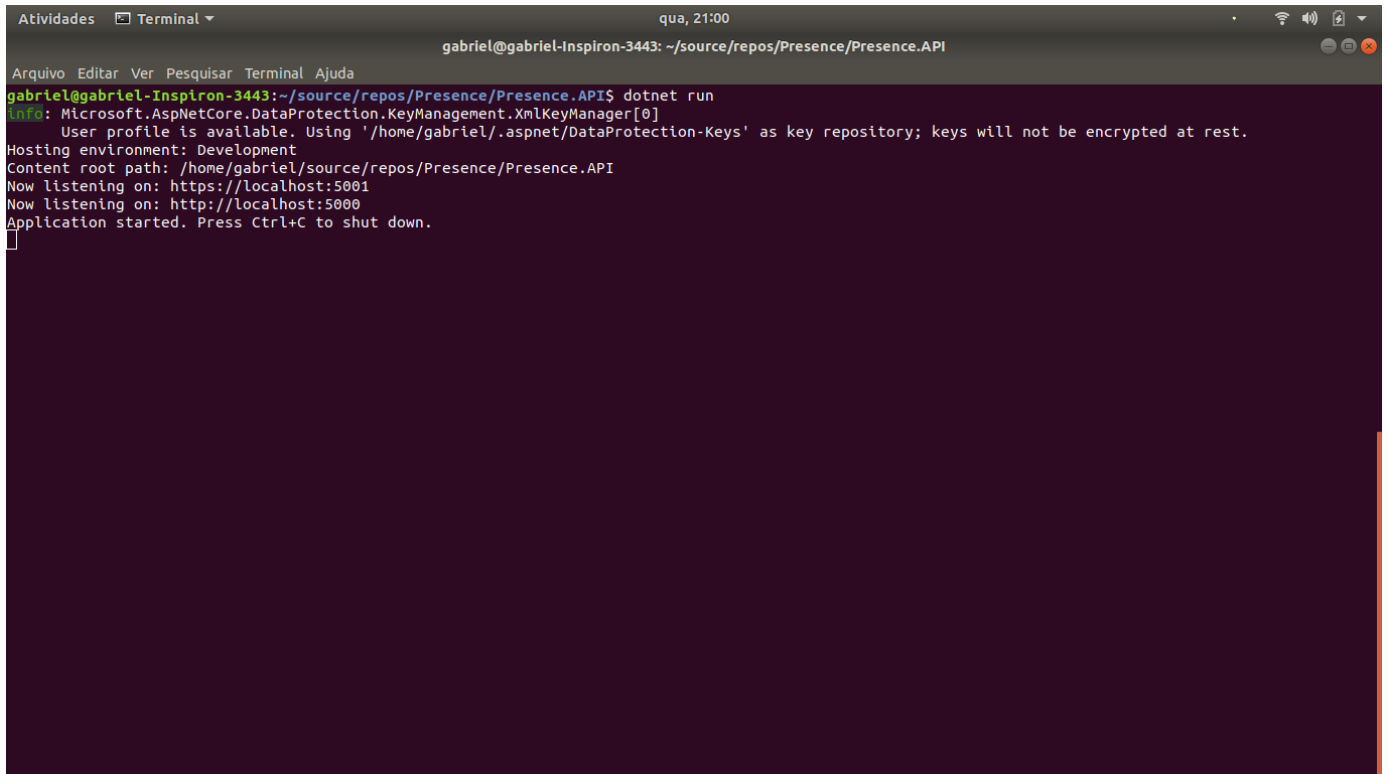 Atividades Terminal qua, 21:00
gabriel@gabriel-Inspiron-3443: ~/source/repos/Presence/Presence.API
Arquivo Editar Ver Pesquisar Terminal Ajuda
gabriel@gabriel-Inspiron-3443:~/source/repos/Presence/Presence.API$ dotnet run
info: Microsoft.AspNetCore.DataProtection.KeyManagement.XmlKeyManager[0]
      User profile is available. Using '/home/gabriel/.aspnet/DataProtection-Keys' as key repository; keys will not be encrypted at rest.
Hosting environment: Development
Content root path: /home/gabriel/source/repos/Presence/Presence.API
Now listening on: https://localhost:5001
Now listening on: http://localhost:5000
Application started. Press Ctrl+C to shut down.